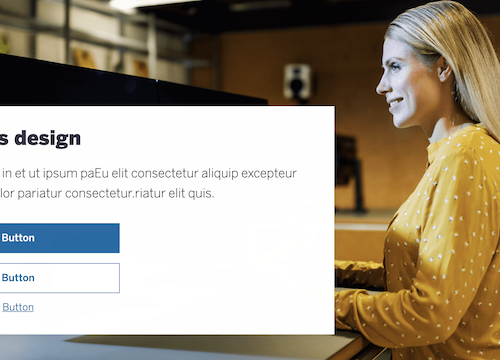 s design
in et ut ipsum paEu elit consectetur aliquip excepteur
lor pariatur consectetur.riatur elit quis.
Button
Button
Button